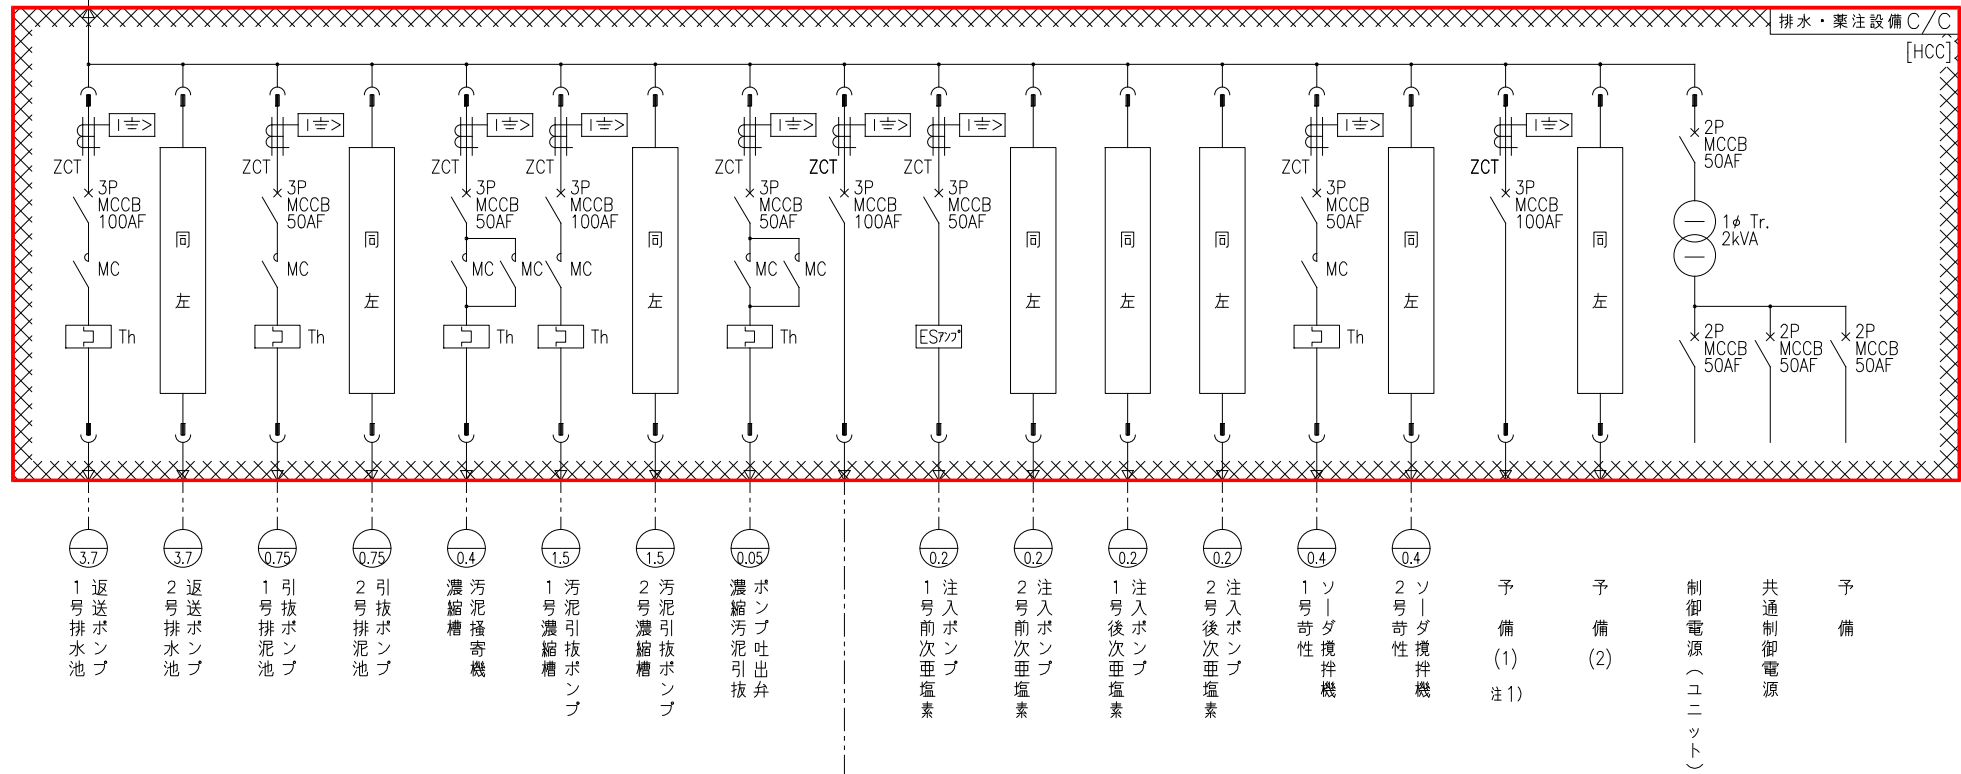 排水・薬注設備C/C
[HCC]
ZCT
3P
MCCB
100AF
MC
Th
同
左
ZCT
3P
MCCB
50AF
MC
Th
同
左
ZCT
3P
MCCB
50AF
MC
MC
Th
3P
MCCB
100AF
MC
Th
同
左
ZCT
3P
MCCB
50AF
MC
MC
Th
ZCT
3P
MCCB
100AF
ZCT
3P
MCCB
50AF
ESアンプ
同
左
同
左
同
左
ZCT
3P
MCCB
50AF
MC
Th
同
左
ZCT
3P
MCCB
100AF
同
左
2P
MCCB
50AF
1φ Tr.
2kVA
2P
MCCB
50AF
2P
MCCB
50AF
2P
MCCB
50AF
3.7
1号排水池
返送ポンプ
3.7
2号排水池
返送ポンプ
0.75
1号排泥池
引抜ポンプ
0.75
2号排泥池
引抜ポンプ
0.4
濃縮槽
汚泥掻寄機
1.5
1号濃縮槽
汚泥引抜ポンプ
1.5
2号濃縮槽
汚泥引抜ポンプ
0.05
濃縮汚泥引抜
ポンプ吐出弁
0.2
1号前次亜塩素
注入ポンプ
0.2
2号前次亜塩素
注入ポンプ
0.2
1号後次亜塩素
注入ポンプ
0.2
2号後次亜塩素
注入ポンプ
0.4
1号苛性
ソーダ撹拌機
0.4
2号苛性
ソーダ撹拌機
予備(1)
注1)
予備(2)
制御電源(ユニット)
共通制御電源
予備